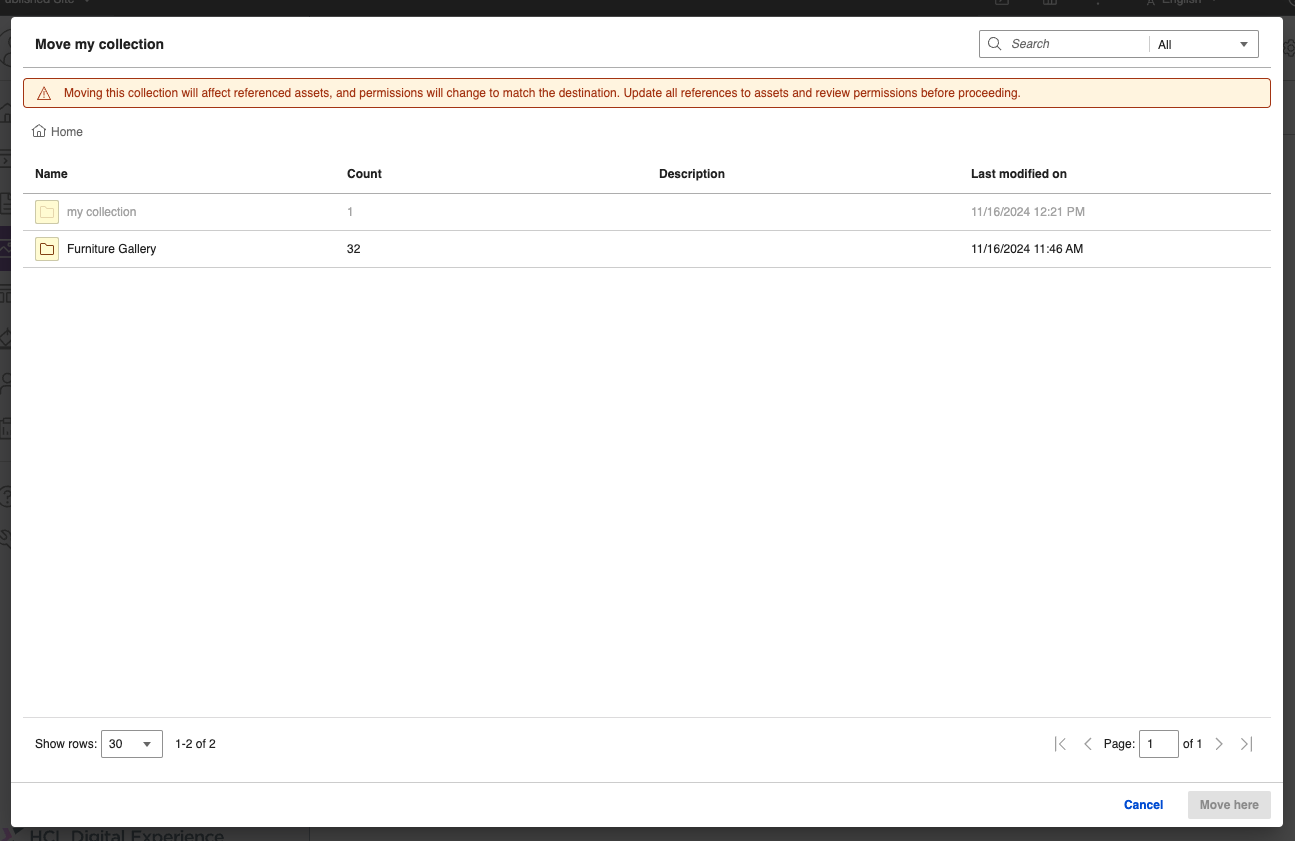 English
Move my collection
Search
All
Moving this collection will affect referenced assets, and permissions will change to match the destination. Update all references to assets and review permissions before proceeding.
Home
Name Count Description Last modified on
my collection 1 11/16/2024 12:21 PM
Furniture Gallery 32 11/16/2024 11:46 AM
Show rows: 30 1-2 of 2 Page: 1 of 1
Cancel Move here
HCL Digital Experience